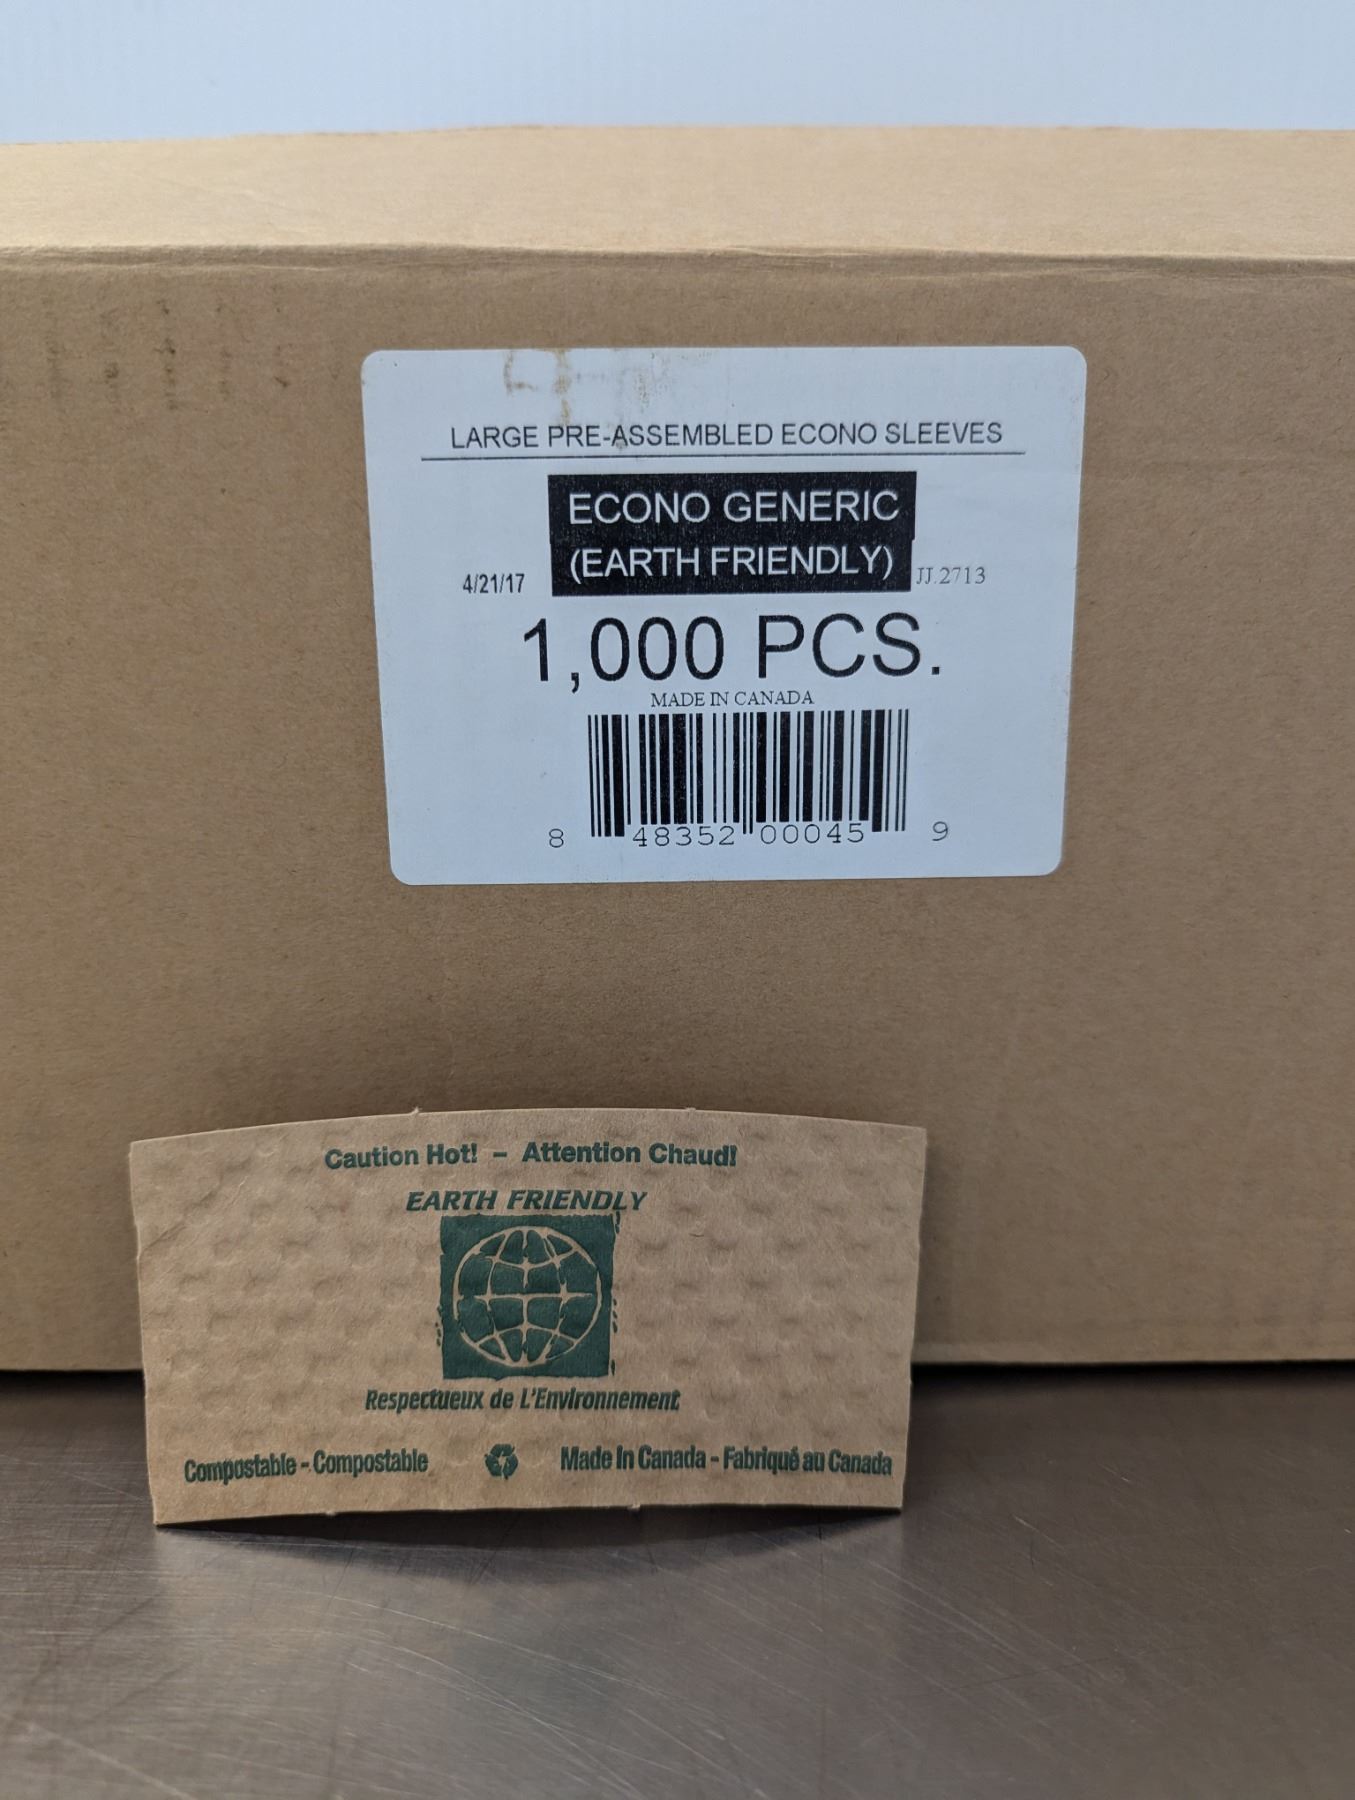 LARGE PRE-ASSEMBLED ECONO SLEEVES
ECONO GENERIC
(EARTH FRIENDLY)
4/21/17
JJ.2713
1,000 PCS.
MADE IN CANADA
8 48352 00045 9
Caution Hot! – Attention Chaud!
EARTH FRIENDLY
Respectueux de L'Environnement
Compostable - Compostable
Made In Canada - Fabriqué au Canada